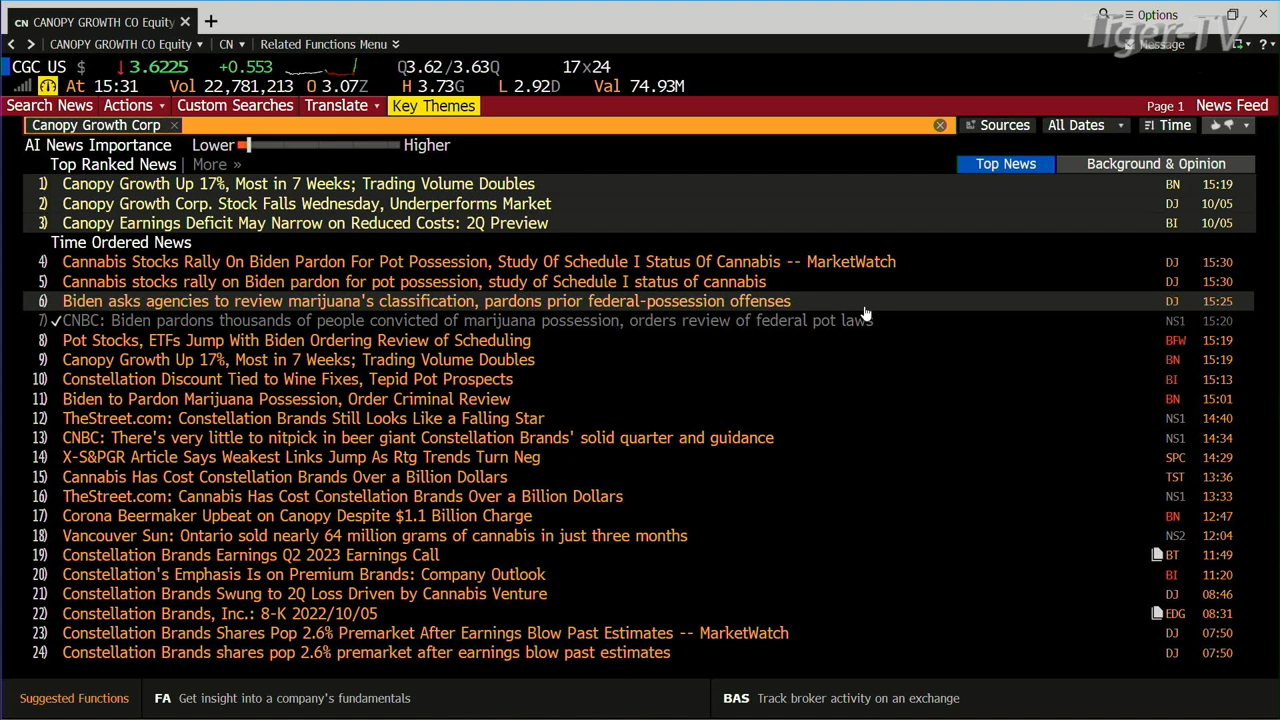 CN CANOPY GROWTH CO Equity × +
Options
CANOPY GROWTH CO Equity CN Related Functions Menu Message ?
Tiger-TV
CGC US $ ↓3.6225 +0.553 Q3.62/3.63Q 17x24
At 15:31 Vol 22,781,213 O 3.07Z H 3.73G L 2.92D Val 74.93M
Search News Actions Custom Searches Translate Key Themes Page 1 News Feed
Canopy Growth Corp × Sources All Dates Time
AI News Importance Lower Higher
Top Ranked News | More » Top News Background & Opinion
1) Canopy Growth Up 17%, Most in 7 Weeks; Trading Volume Doubles BN 15:19
2) Canopy Growth Corp. Stock Falls Wednesday, Underperforms Market DJ 10/05
3) Canopy Earnings Deficit May Narrow on Reduced Costs: 2Q Preview BI 10/05
Time Ordered News
4) Cannabis Stocks Rally On Biden Pardon For Pot Possession, Study Of Schedule I Status Of Cannabis -- MarketWatch DJ 15:30
5) Cannabis stocks rally on Biden pardon for pot possession, study of Schedule I status of cannabis DJ 15:30
6) Biden asks agencies to review marijuana's classification, pardons prior federal-possession offenses DJ 15:25
7) ✓CNBC: Biden pardons thousands of people convicted of marijuana possession, orders review of federal pot laws NS1 15:20
8) Pot Stocks, ETFs Jump With Biden Ordering Review of Scheduling BFW 15:19
9) Canopy Growth Up 17%, Most in 7 Weeks; Trading Volume Doubles BN 15:19
10) Constellation Discount Tied to Wine Fixes, Tepid Pot Prospects BI 15:13
11) Biden to Pardon Marijuana Possession, Order Criminal Review BN 15:01
12) TheStreet.com: Constellation Brands Still Looks Like a Falling Star NS1 14:40
13) CNBC: There's very little to nitpick in beer giant Constellation Brands' solid quarter and guidance NS1 14:34
14) X-S&PGR Article Says Weakest Links Jump As Rtg Trends Turn Neg SPC 14:29
15) Cannabis Has Cost Constellation Brands Over a Billion Dollars TST 13:36
16) TheStreet.com: Cannabis Has Cost Constellation Brands Over a Billion Dollars NS1 13:33
17) Corona Beermaker Upbeat on Canopy Despite $1.1 Billion Charge BN 12:47
18) Vancouver Sun: Ontario sold nearly 64 million grams of cannabis in just three months NS2 12:04
19) Constellation Brands Earnings Q2 2023 Earnings Call BT 11:49
20) Constellation's Emphasis Is on Premium Brands: Company Outlook BI 11:20
21) Constellation Brands Swung to 2Q Loss Driven by Cannabis Venture DJ 08:46
22) Constellation Brands, Inc.: 8-K 2022/10/05 EDG 08:31
23) Constellation Brands Shares Pop 2.6% Premarket After Earnings Blow Past Estimates -- MarketWatch DJ 07:50
24) Constellation Brands shares pop 2.6% premarket after earnings blow past estimates DJ 07:50
Suggested Functions FA Get insight into a company's fundamentals BAS Track broker activity on an exchange